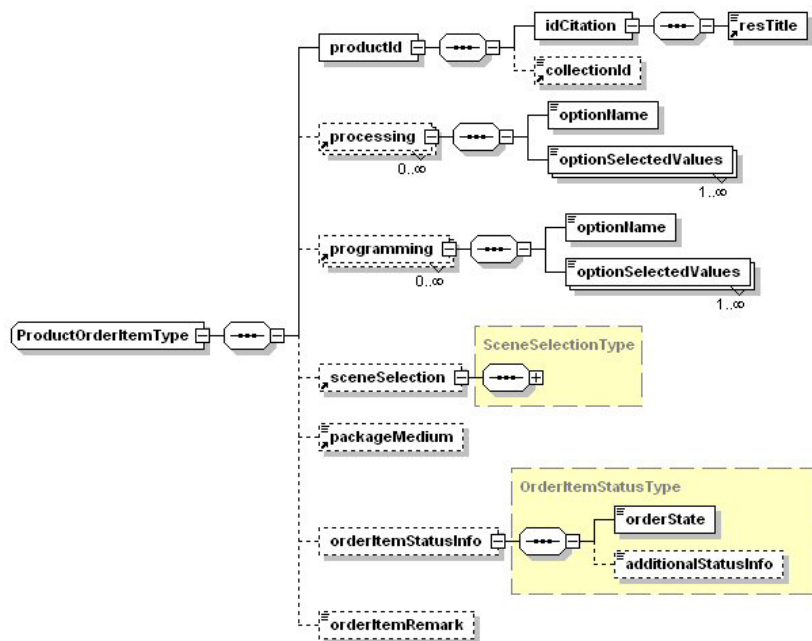 idCitation
resTitle
productId
collectionId
optionName
processing
optionSelectedValues
0..∞
1..∞
optionName
programming
optionSelectedValues
0..∞
1..∞
ProductOrderItemType
SceneSelectionType
sceneSelection
packageMedium
OrderItemStatusType
orderState
orderItemStatusInfo
additionalStatusInfo
orderItemRemark